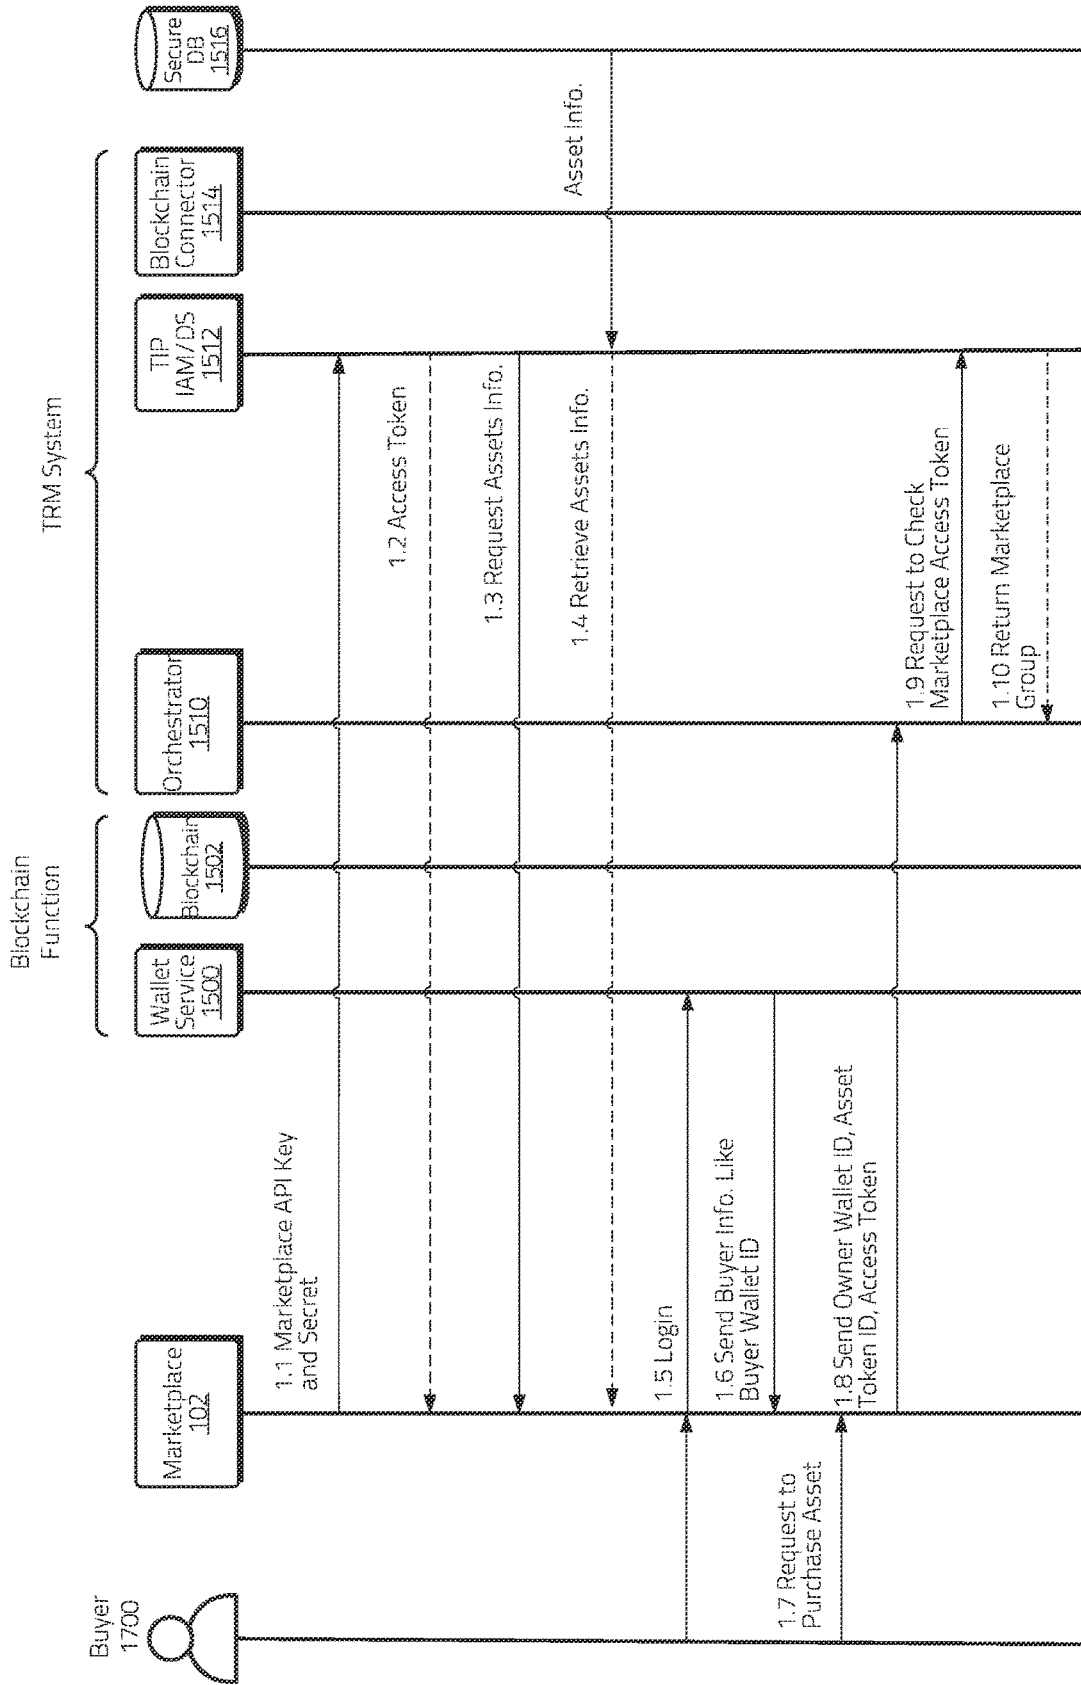 Buyer
1700
Marketplace
102
Blockchain
Function
Wallet
Service
1500
Blockchain
1502
TRM System
Orchestrator
1510
TIP
IAM/DS
1512
Blockchain
Connector
1514
Secure
DB
1516
1.1 Marketplace API Key
and Secret
1.2 Access Token
1.3 Request Assets Info.
1.4 Retrieve Assets Info.
Asset Info.
1.5 Login
1.6 Send Buyer Info. Like
Buyer Wallet ID
1.7 Request to
Purchase Asset
1.8 Send Owner Wallet ID, Asset
Token ID, Access Token
1.9 Request to Check
Marketplace Access Token
1.10 Return Marketplace
Group